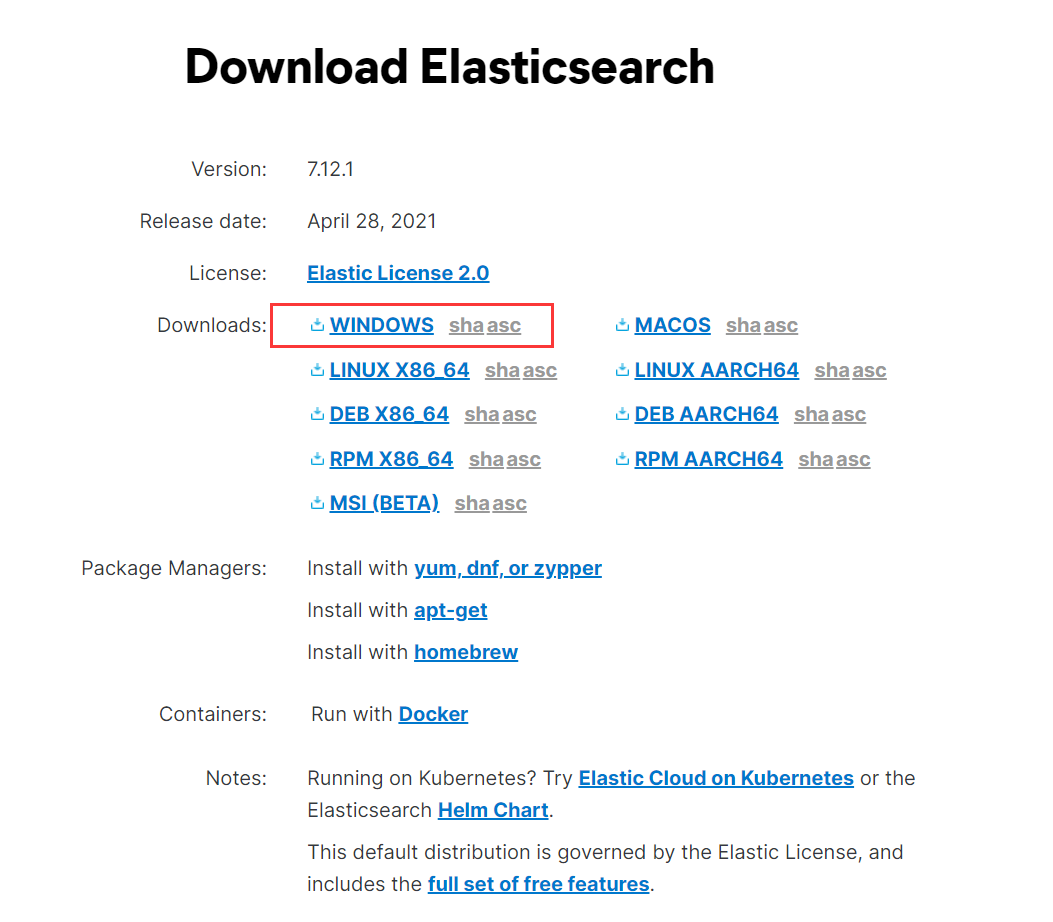 Download Elasticsearch
Version: 7.12.1
Release date: April 28, 2021
License: Elastic License 2.0
Downloads: WINDOWS sha asc MACOS sha asc
LINUX X86_64 sha asc LINUX AARCH64 sha asc
DEB X86_64 sha asc DEB AARCH64 sha asc
RPM X86_64 sha asc RPM AARCH64 sha asc
MSI (BETA) sha asc
Package Managers: Install with yum, dnf, or zypper
Install with apt-get
Install with homebrew
Containers: Run with Docker
Notes: Running on Kubernetes? Try Elastic Cloud on Kubernetes or the
Elasticsearch Helm Chart.
This default distribution is governed by the Elastic License, and
includes the full set of free features.